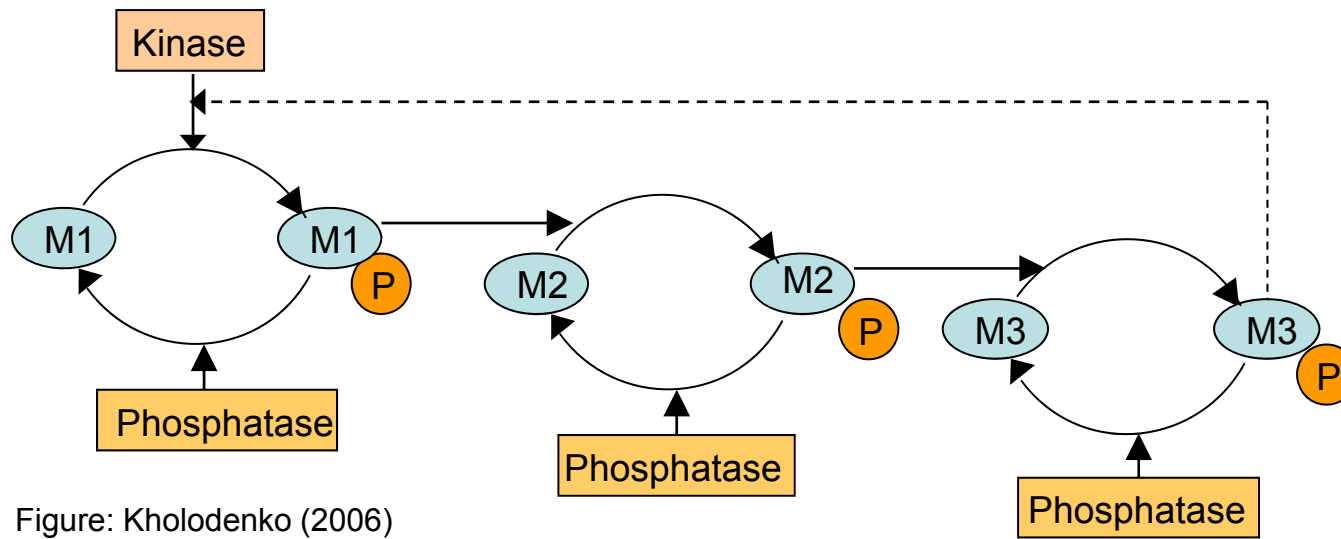 Kinase
M1
M1
P
M2
M2
P
M3
M3
P
Phosphatase
Phosphatase
Phosphatase
Figure: Kholodenko (2006)